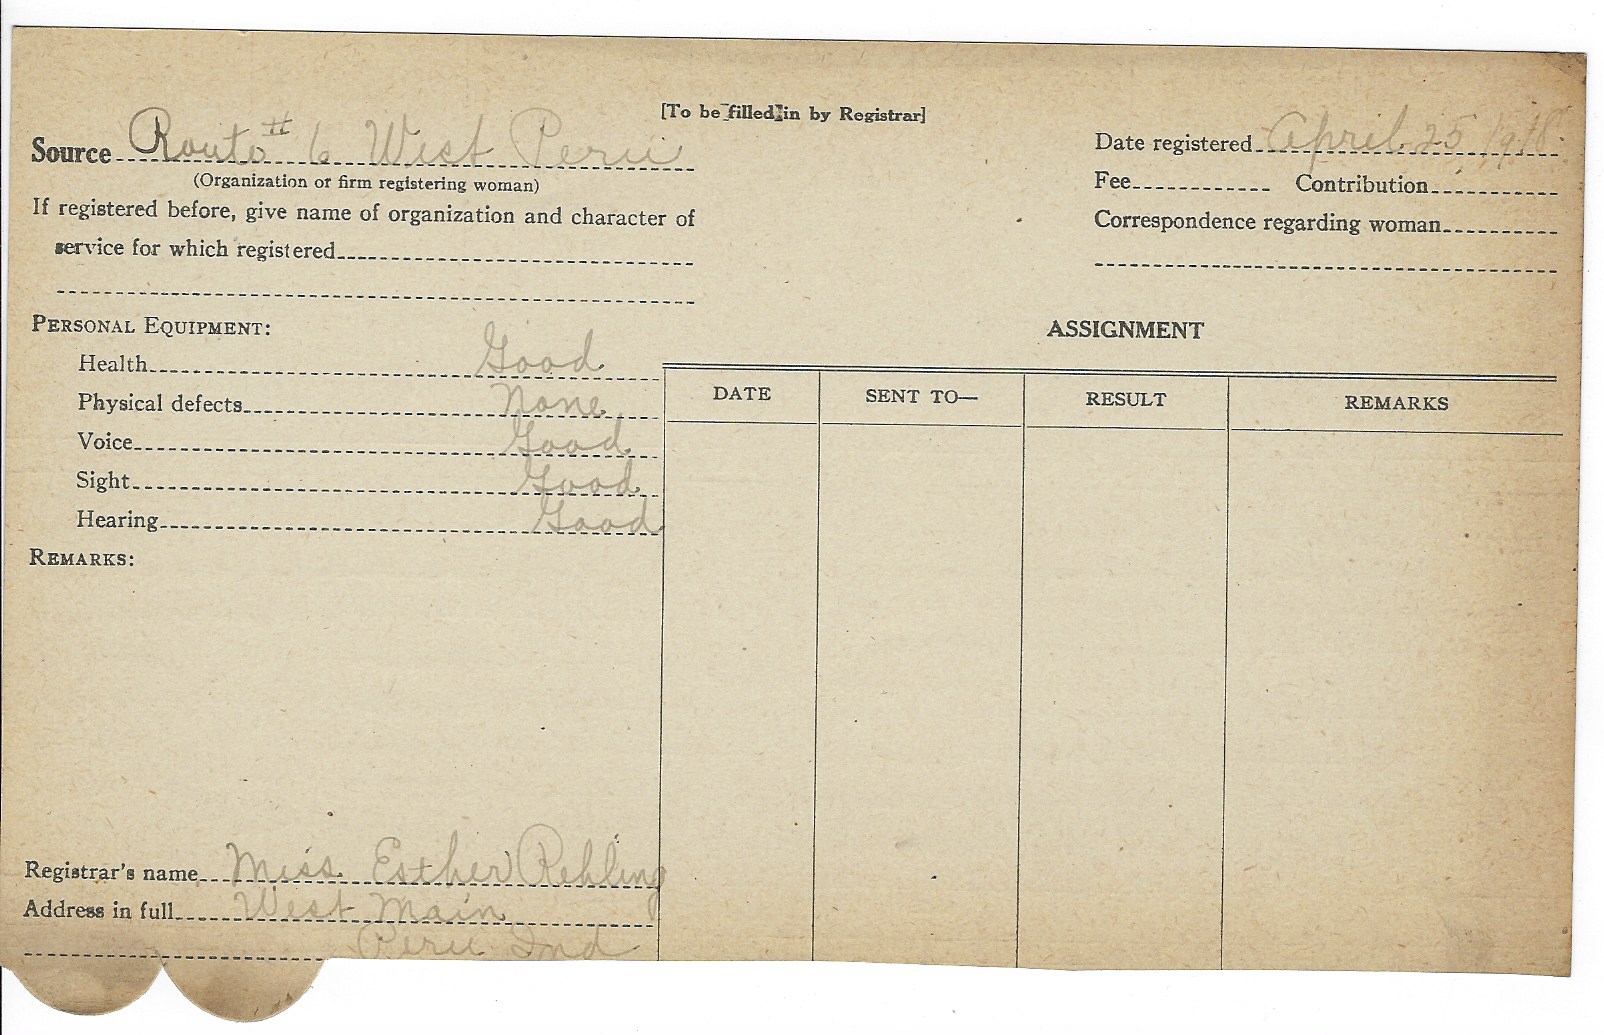 [To be filled in by Registrar]
Source Route # 6 West Peru
(Organization or firm registering woman)
If registered before, give name of organization and character of
service for which registered
Date registered April 25 1918.
Fee Contribution
Correspondence regarding woman
PERSONAL EQUIPMENT:
Health Good
Physical defects None
Voice Good
Sight Good
Hearing Good
REMARKS:
ASSIGNMENT
DATE SENT TO— RESULT REMARKS
Registrar's name Miss Esther Rehling
Address in full West Main
Peru Ind